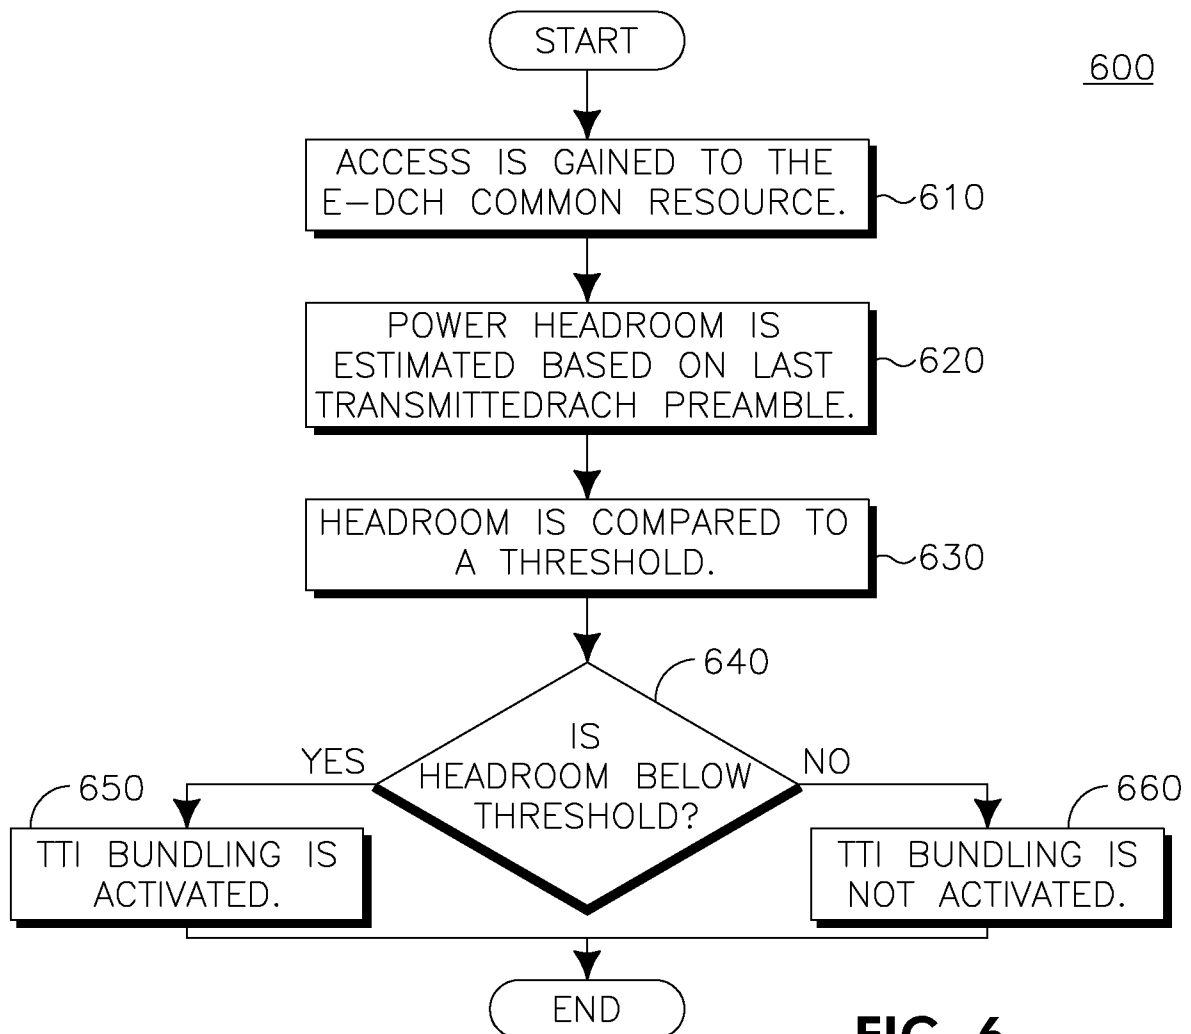 START
600
ACCESS IS GAINED TO THE
E–DCH COMMON RESOURCE.
610
POWER HEADROOM IS
ESTIMATED BASED ON LAST
TRANSMITTEDRACH PREAMBLE.
620
HEADROOM IS COMPARED TO
A THRESHOLD.
630
640
IS
HEADROOM BELOW
THRESHOLD?
YES
NO
650
TTI BUNDLING IS
ACTIVATED.
660
TTI BUNDLING IS
NOT ACTIVATED.
END
FIG. 6